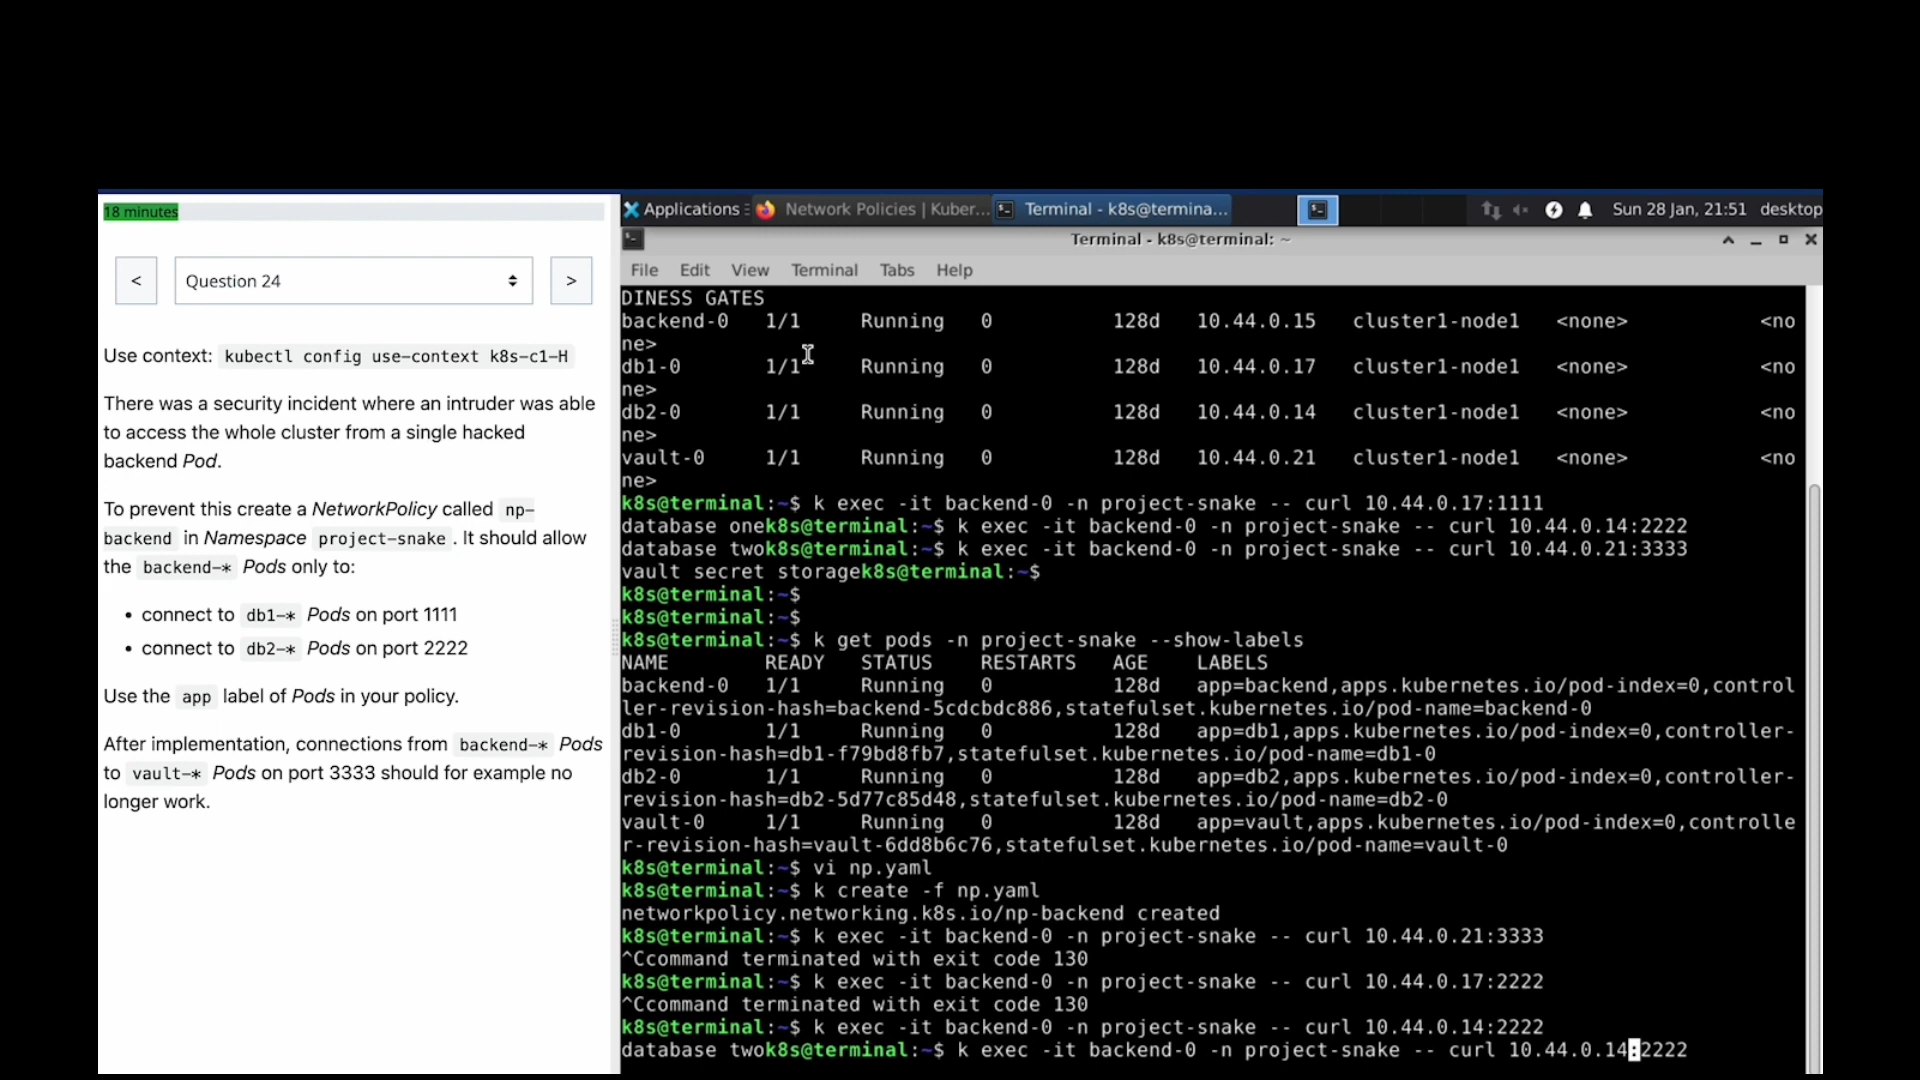 18 minutes
<
Question 24
>
Use context: kubectl config use-context k8s-c1-H
There was a security incident where an intruder was able
to access the whole cluster from a single hacked
backend Pod.
To prevent this create a NetworkPolicy called np-
backend in Namespace project-snake . It should allow
the backend-* Pods only to:
• connect to db1-* Pods on port 1111
• connect to db2-* Pods on port 2222
Use the app label of Pods in your policy.
After implementation, connections from backend-* Pods
to vault-* Pods on port 3333 should for example no
longer work.
Applications
Network Policies | Kuber...
Terminal - k8s@termina...
Sun 28 Jan, 21:51 desktop
Terminal - k8s@terminal: ~
File Edit View Terminal Tabs Help
DINESS GATES
backend-0 1/1 Running 0 128d 10.44.0.15 cluster1-node1 <none> <no
ne>
db1-0 1/1 Running 0 128d 10.44.0.17 cluster1-node1 <none> <no
ne>
db2-0 1/1 Running 0 128d 10.44.0.14 cluster1-node1 <none> <no
ne>
vault-0 1/1 Running 0 128d 10.44.0.21 cluster1-node1 <none> <no
ne>
k8s@terminal:~$ k exec -it backend-0 -n project-snake -- curl 10.44.0.17:1111
database onek8s@terminal:~$ k exec -it backend-0 -n project-snake -- curl 10.44.0.14:2222
database twok8s@terminal:~$ k exec -it backend-0 -n project-snake -- curl 10.44.0.21:3333
vault secret storagek8s@terminal:~$
k8s@terminal:~$
k8s@terminal:~$
k8s@terminal:~$ k get pods -n project-snake --show-labels
NAME READY STATUS RESTARTS AGE LABELS
backend-0 1/1 Running 0 128d app=backend,apps.kubernetes.io/pod-index=0,control
ler-revision-hash=backend-5cdcbdc886,statefulset.kubernetes.io/pod-name=backend-0
db1-0 1/1 Running 0 128d app=db1,apps.kubernetes.io/pod-index=0,controller-
revision-hash=db1-f79bd8fb7,statefulset.kubernetes.io/pod-name=db1-0
db2-0 1/1 Running 0 128d app=db2,apps.kubernetes.io/pod-index=0,controller-
revision-hash=db2-5d77c85d48,statefulset.kubernetes.io/pod-name=db2-0
vault-0 1/1 Running 0 128d app=vault,apps.kubernetes.io/pod-index=0,controlle
r-revision-hash=vault-6dd8b6c76,statefulset.kubernetes.io/pod-name=vault-0
k8s@terminal:~$ vi np.yaml
k8s@terminal:~$ k create -f np.yaml
networkpolicy.networking.k8s.io/np-backend created
k8s@terminal:~$ k exec -it backend-0 -n project-snake -- curl 10.44.0.21:3333
^Ccommand terminated with exit code 130
k8s@terminal:~$ k exec -it backend-0 -n project-snake -- curl 10.44.0.17:2222
^Ccommand terminated with exit code 130
k8s@terminal:~$ k exec -it backend-0 -n project-snake -- curl 10.44.0.14:2222
database twok8s@terminal:~$ k exec -it backend-0 -n project-snake -- curl 10.44.0.14:2222